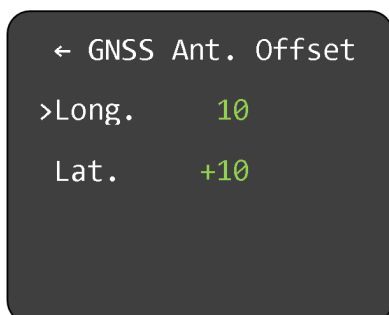 ← GNSS Ant. Offset
>Long. 10
Lat. +10